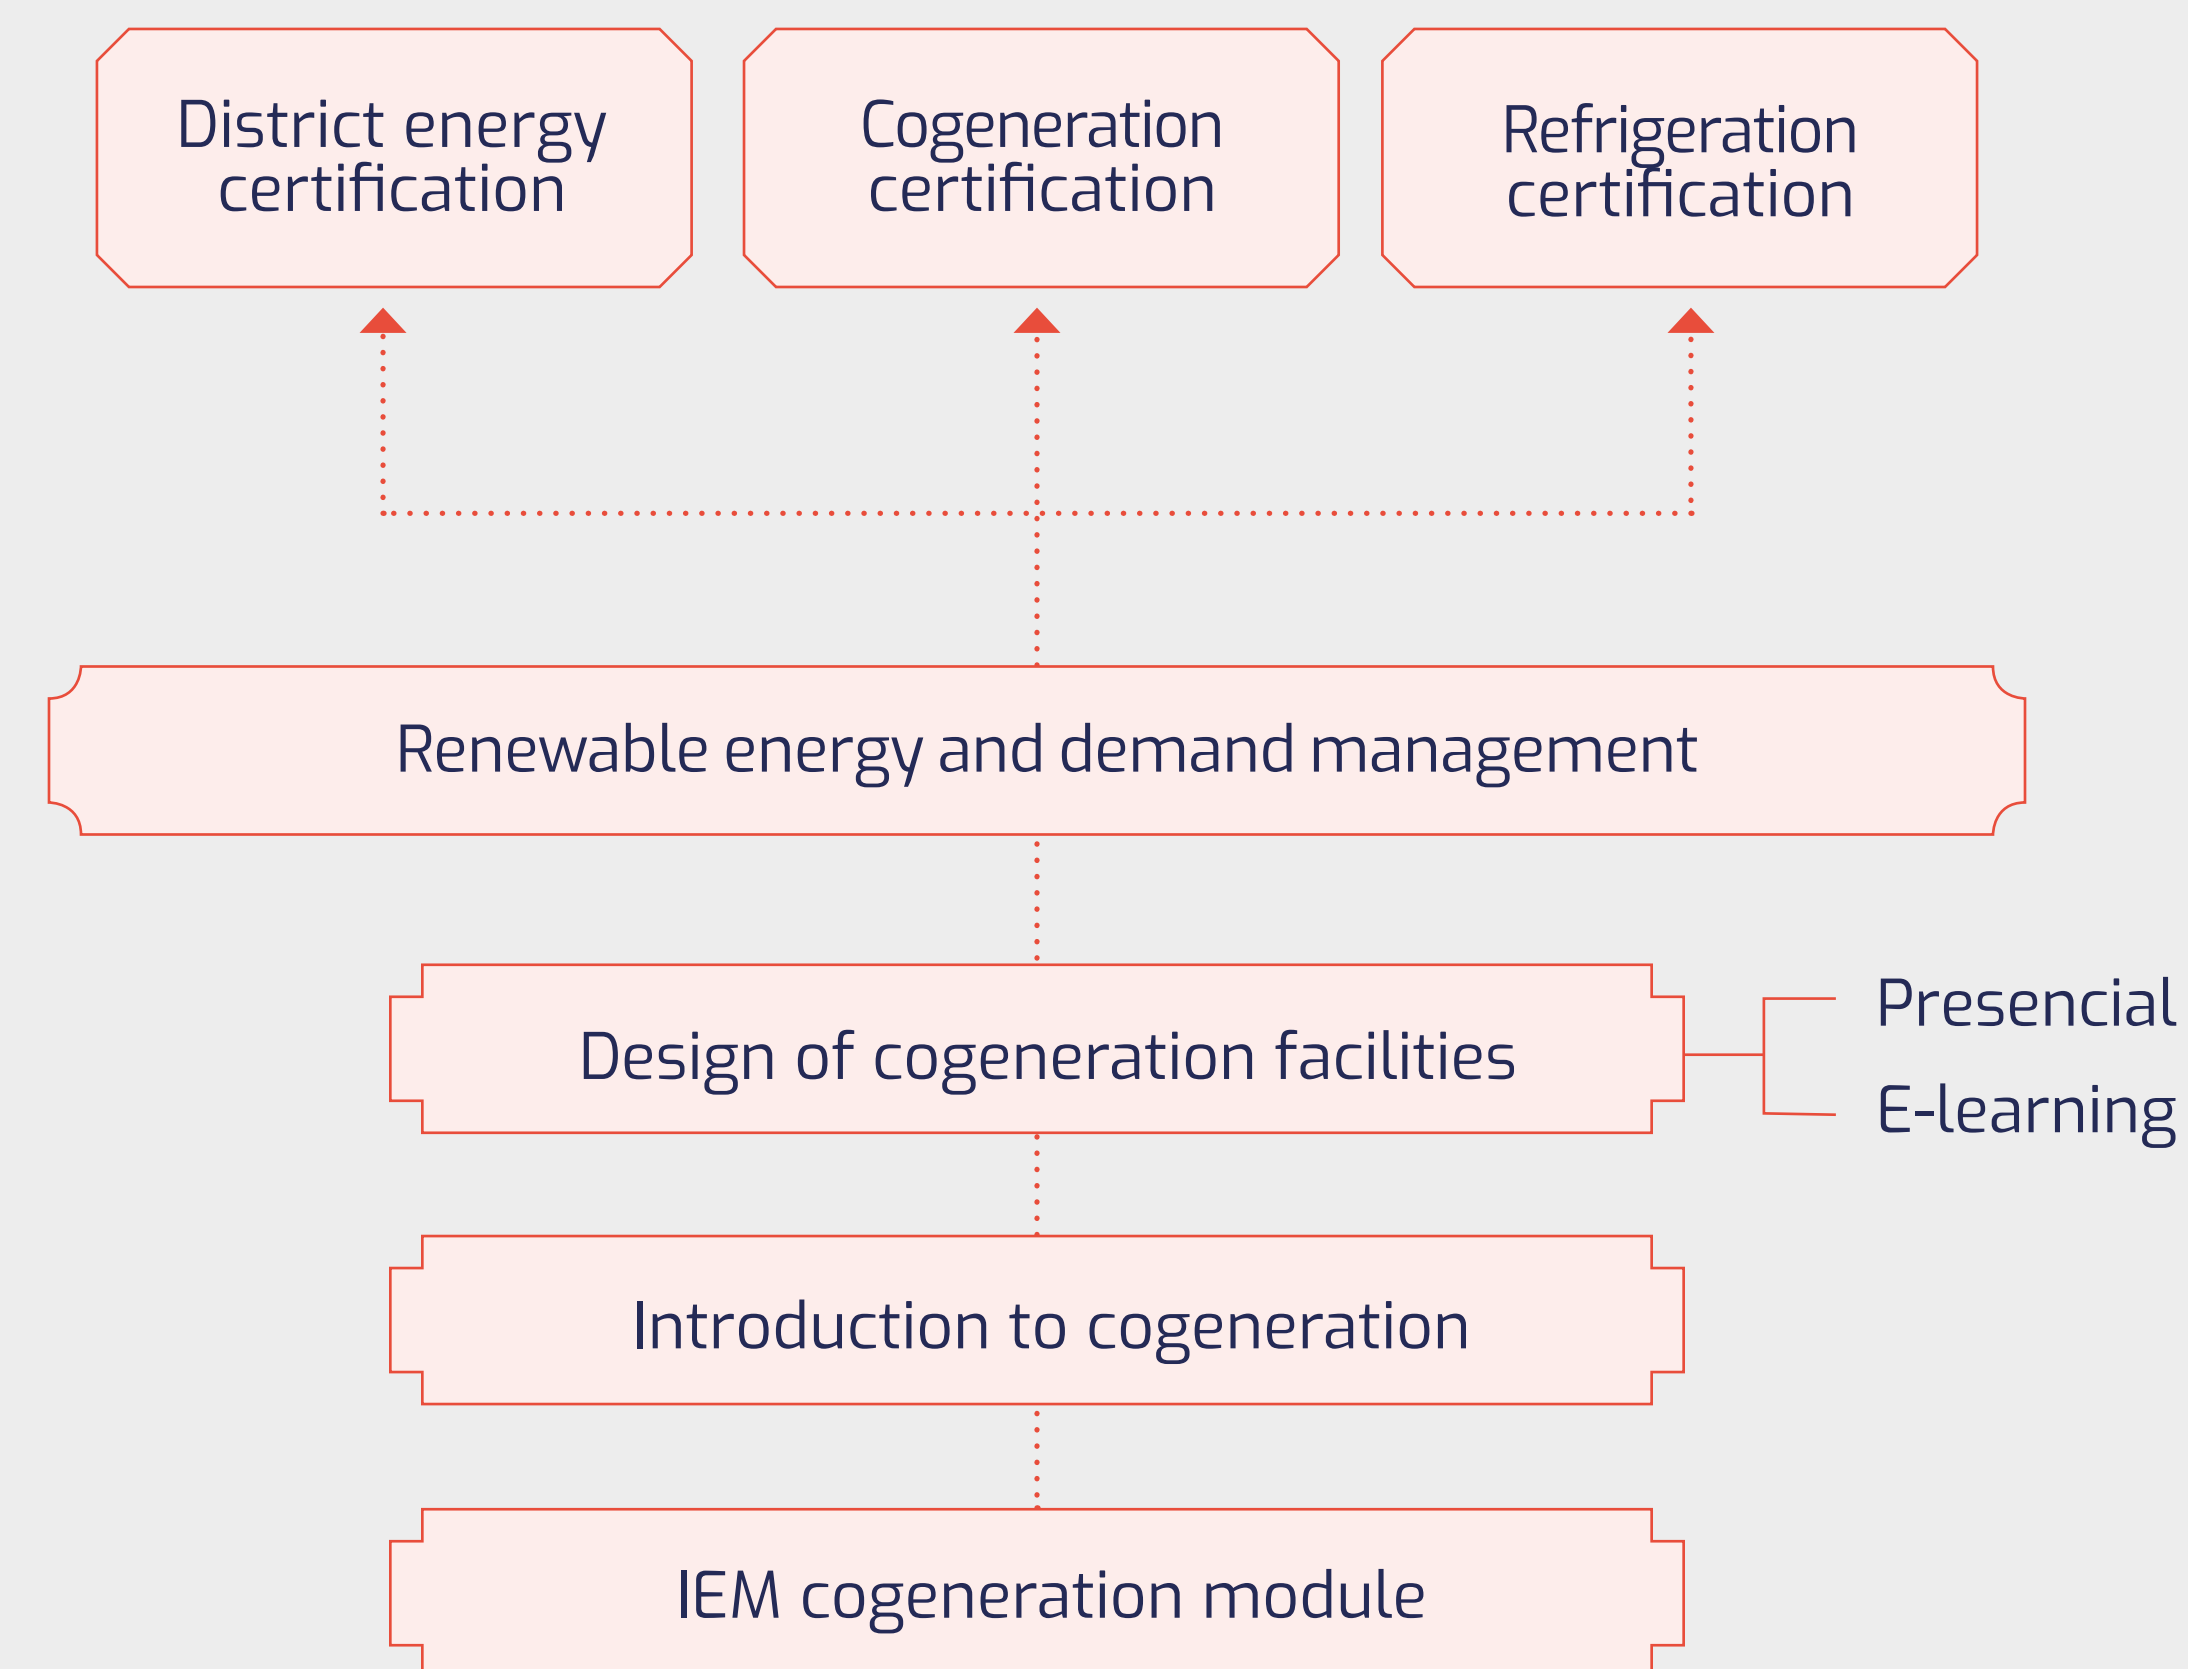 District energy
certification
Cogeneration
certification
Refrigeration
certification
Renewable energy and demand management
Design of cogeneration facilities
Presencial
E-learning
Introduction to cogeneration
IEM cogeneration module